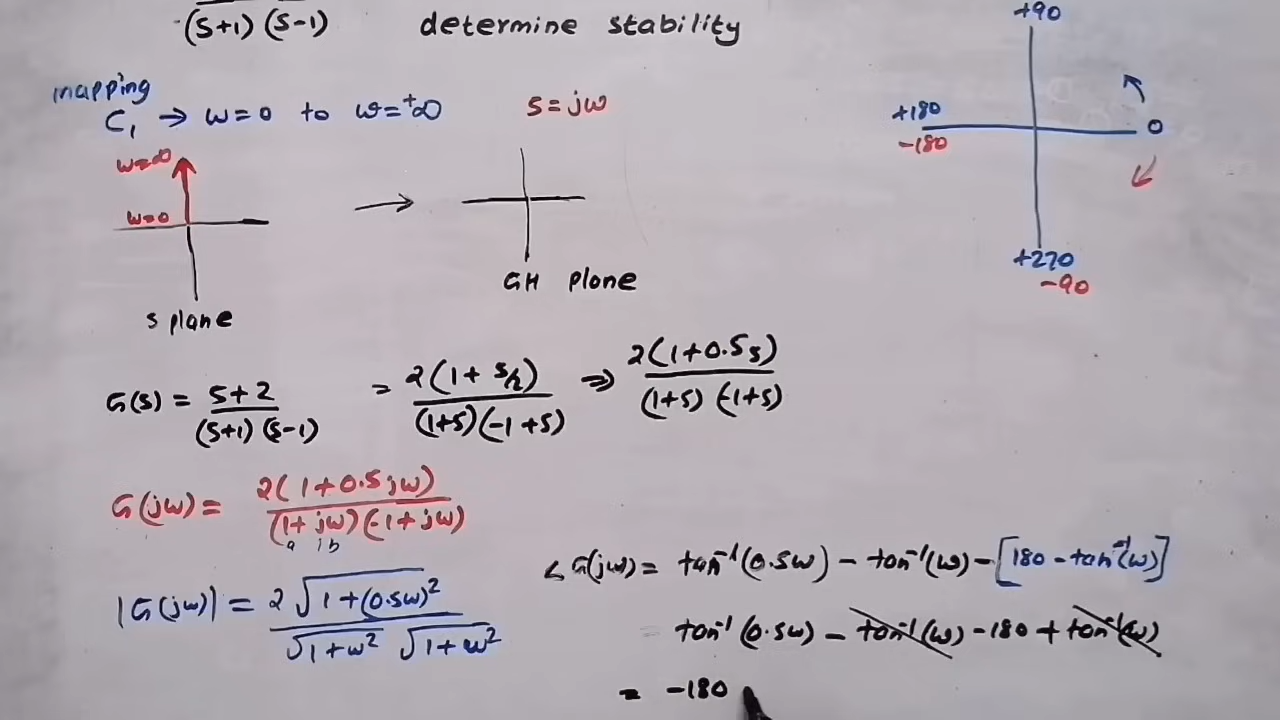 (S+1) (S-1) determine stability
+90
mapping
C₁ → ω=0 to ω=+∞ S=jω
+180 0
-180
ω=∞
ω=0
+270
-90
GH plane
S plane
G(s) = S+2/(S+1)(S-1) = 2(1+S/2)/(1+S)(-1+S) ⇒ 2(1+0.5s)/(1+S)(-1+S)
G(jω) = 2(1+0.5jω)/(1+jω)(-1+jω)
a + b
∠G(jω) = tan⁻¹(0.5ω) - tan⁻¹(ω) - [180 - tan⁻¹(ω)]
|G(jω)| = 2√1+(0.5ω)²/√1+ω² √1+ω²
= tan⁻¹(0.5ω) - tan⁻¹(ω) -180 + tan⁻¹(ω)
= -180